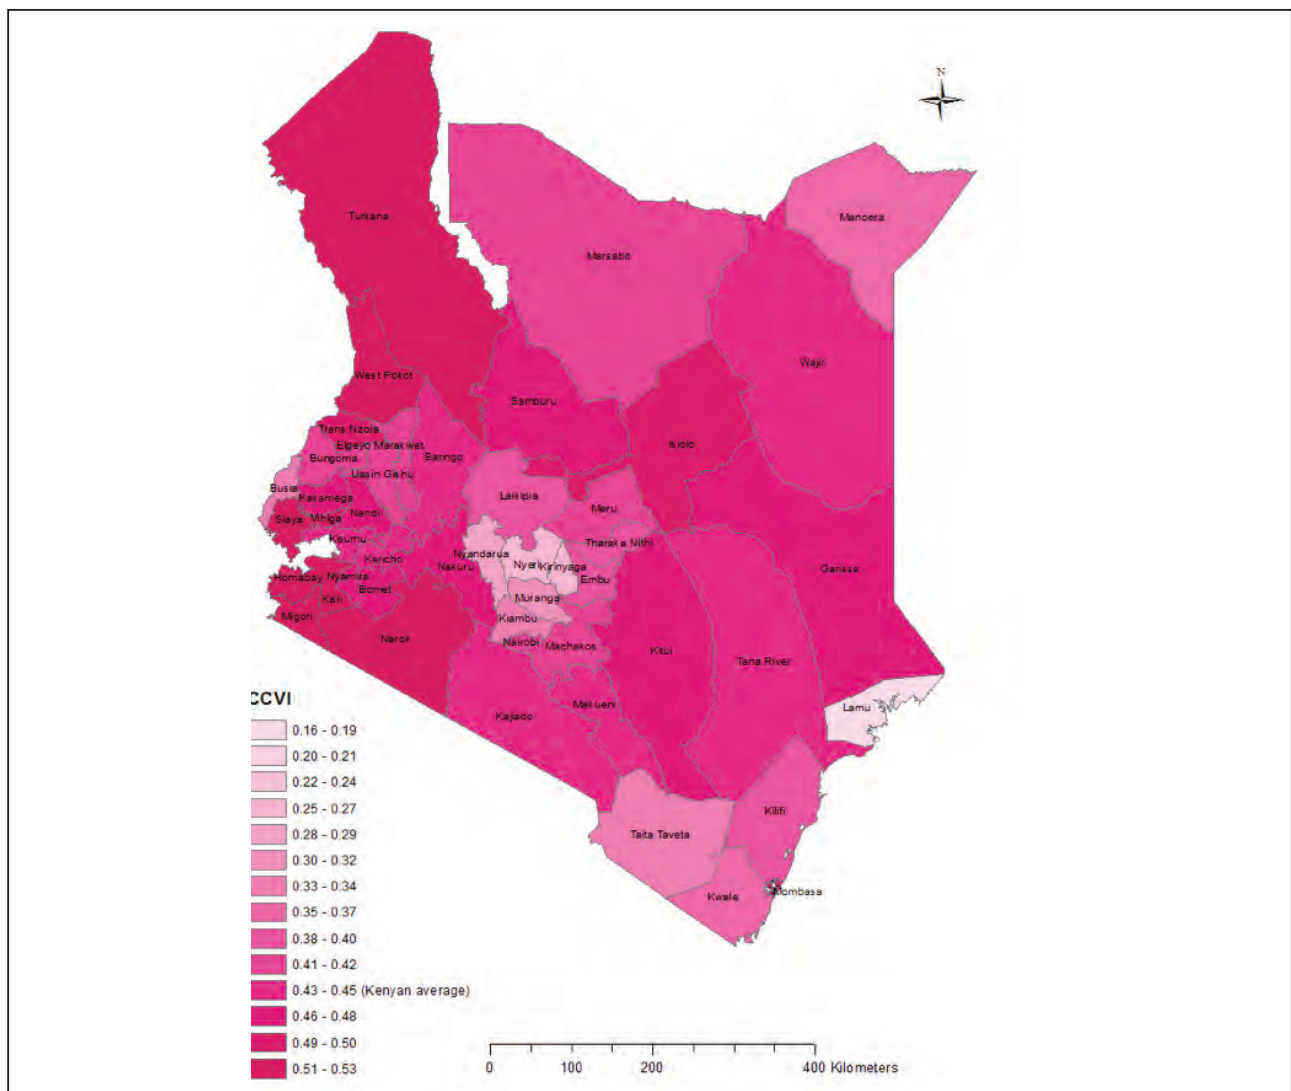 N
Turkana
Manoera
Marsabit
Wajir
West Pokot
Samburu
Trans Nzoia
Isiolo
Elgeyo Marakwet
Bungoma
Baringo
Uasin Gishu
Busia
Laikipia
Kakamega
Meru
Siaya
Vihiga
Nandi
Kisumu
Tharaka Nithi
Kericho
Nyandarua
Nyeri
Kirinyaga
Garissa
Nakuru
Homabay
Nyamira
Embu
Bomet
Kisii
Muranga
Migori
Kiambu
Narok
Nairobi
Machakos
Kitui
Tana River
CCVI
Makueni
Lamu
Kajiado
0.16 - 0.19
0.20 - 0.21
0.22 - 0.24
0.25 - 0.27
Kilifi
0.28 - 0.29
Taita Taveta
0.30 - 0.32
0.33 - 0.34
Mombasa
Kwale
0.35 - 0.37
0.38 - 0.40
0.41 - 0.42
0.43 - 0.45 (Kenyan average)
0.46 - 0.48
0.49 - 0.50
0.51 - 0.53
0 100 200 400 Kilometers